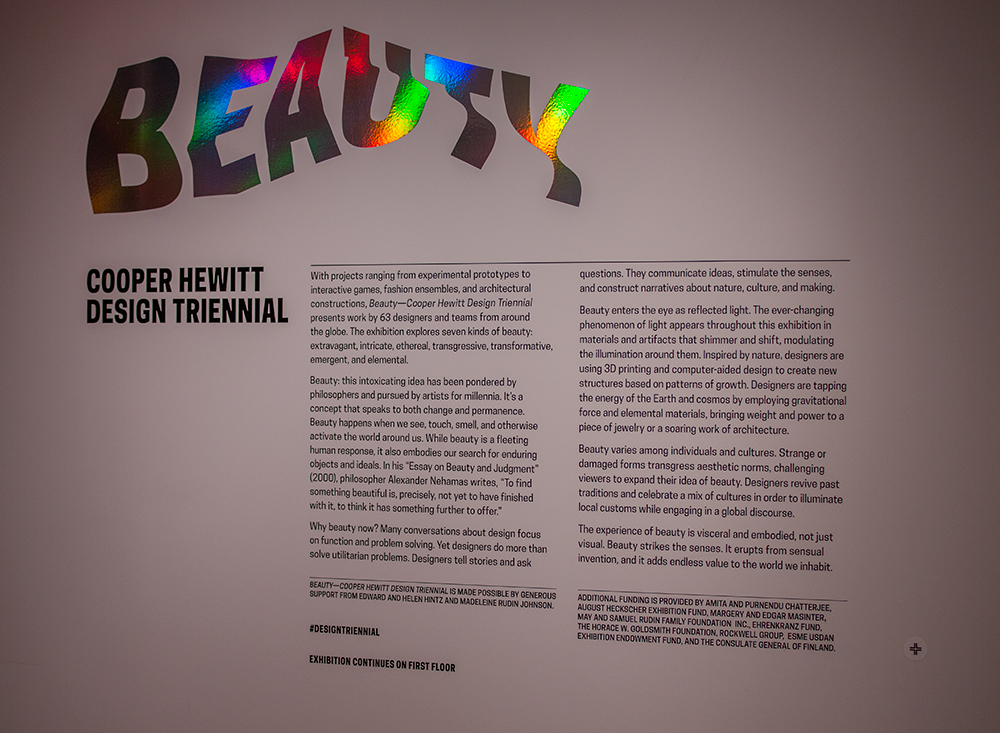 BEAUTY
COOPER HEWITT
DESIGN TRIENNIAL
With projects ranging from experimental prototypes to
interactive games, fashion ensembles, and architectural
constructions, Beauty—Cooper Hewitt Design Triennial
presents work by 63 designers and teams from around
the globe. The exhibition explores seven kinds of beauty:
extravagant, intricate, ethereal, transgressive, transformative,
emergent, and elemental.
Beauty: this intoxicating idea has been pondered by
philosophers and pursued by artists for millennia. It's a
concept that speaks to both change and permanence.
Beauty happens when we see, touch, smell, and otherwise
activate the world around us. While beauty is a fleeting
human response, it also embodies our search for enduring
objects and ideals. In his "Essay on Beauty and Judgment"
(2000), philosopher Alexander Nehamas writes, "To find
something beautiful is, precisely, not yet to have finished
with it, to think it has something further to offer."
Why beauty now? Many conversations about design focus
on function and problem solving. Yet designers do more than
solve utilitarian problems. Designers tell stories and ask
questions. They communicate ideas, stimulate the senses,
and construct narratives about nature, culture, and making.
Beauty enters the eye as reflected light. The ever-changing
phenomenon of light appears throughout this exhibition in
materials and artifacts that shimmer and shift, modulating
the illumination around them. Inspired by nature, designers are
using 3D printing and computer-aided design to create new
structures based on patterns of growth. Designers are tapping
the energy of the Earth and cosmos by employing gravitational
force and elemental materials, bringing weight and power to a
piece of jewelry or a soaring work of architecture.
Beauty varies among individuals and cultures. Strange or
damaged forms transgress aesthetic norms, challenging
viewers to expand their idea of beauty. Designers revive past
traditions and celebrate a mix of cultures in order to illuminate
local customs while engaging in a global discourse.
The experience of beauty is visceral and embodied, not just
visual. Beauty strikes the senses. It erupts from sensual
invention, and it adds endless value to the world we inhabit.
BEAUTY—COOPER HEWITT DESIGN TRIENNIAL IS MADE POSSIBLE BY GENEROUS
SUPPORT FROM EDWARD AND HELEN HINTZ AND MADELEINE RUDIN JOHNSON.
ADDITIONAL FUNDING IS PROVIDED BY AMITA AND PURNENDU CHATTERJEE,
AUGUST HECKSCHER EXHIBITION FUND, MARGERY AND EDGAR MASINTER,
MAY AND SAMUEL RUDIN FAMILY FOUNDATION INC., EHRENKRANZ FUND,
THE HORACE W. GOLDSMITH FOUNDATION, ROCKWELL GROUP, ESME USDAN
EXHIBITION ENDOWMENT FUND, AND THE CONSULATE GENERAL OF FINLAND.
#DESIGNTRIENNIAL
EXHIBITION CONTINUES ON FIRST FLOOR